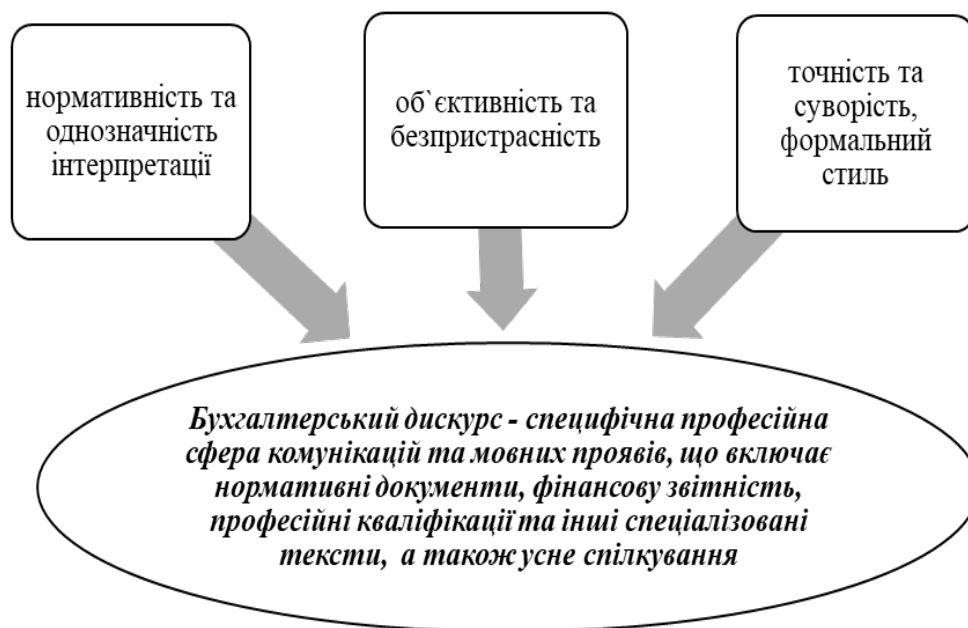 нормативність та
однозначність
інтерпретації
об`єктивність та
безпристрасність
точність та
суворість,
формальний
стиль
Бухгалтерський дискурс - специфічна професійна
сфера комунікацій та мовних проявів, що включає
нормативні документи, фінансову звітність,
професійні кваліфікації та інші спеціалізовані
тексти, а також усне спілкування